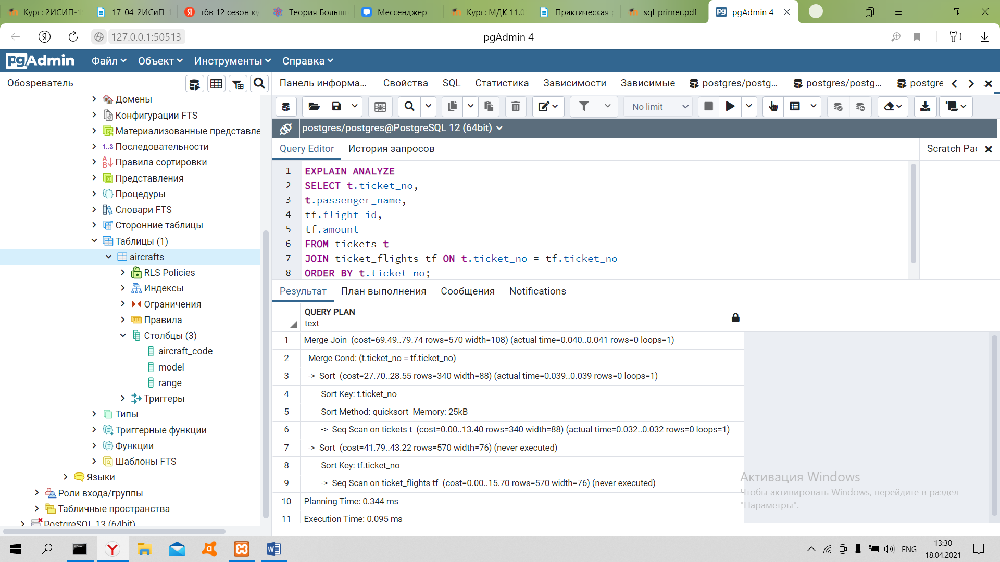 Курс: 2ИСИП-1
17_04_2ИСиП_1
тбв 12 сезон ку
Теория Большо
Мессенджер
Курс: МДК 11.0
Практическая р
sql_primer.pdf
pgAdmin 4
127.0.0.1:50513
pgAdmin 4
pgAdmin
Файл
Объект
Инструменты
Справка
Обозреватель
Панель информа...
Свойства
SQL
Статистика
Зависимости
Зависимые
postgres/postg...
postgres/postg...
postgre
Домены
Конфигурации FTS
Материализованные представле
1..3 Последовательности
Правила сортировки
Представления
Процедуры
Словари FTS
Сторонние таблицы
Таблицы (1)
aircrafts
RLS Policies
Индексы
Ограничения
Правила
Столбцы (3)
aircraft_code
model
range
Триггеры
Типы
Триггерные функции
Функции
Шаблоны FTS
Языки
Роли входа/группы
Табличные пространства
PostgreSQL 13 (64bit)
No limit
postgres/postgres@PostgreSQL 12 (64bit)
Query Editor
История запросов
Scratch Pac
1 EXPLAIN ANALYZE
2 SELECT t.ticket_no,
3 t.passenger_name,
4 tf.flight_id,
5 tf.amount
6 FROM tickets t
7 JOIN ticket_flights tf ON t.ticket_no = tf.ticket_no
8 ORDER BY t.ticket_no;
Результат
План выполнения
Сообщения
Notifications
QUERY PLAN
text
1 Merge Join (cost=69.49..79.74 rows=570 width=108) (actual time=0.040..0.041 rows=0 loops=1)
2 Merge Cond: (t.ticket_no = tf.ticket_no)
3 -> Sort (cost=27.70..28.55 rows=340 width=88) (actual time=0.039..0.039 rows=0 loops=1)
4 Sort Key: t.ticket_no
5 Sort Method: quicksort Memory: 25kB
6 -> Seq Scan on tickets t (cost=0.00..13.40 rows=340 width=88) (actual time=0.032..0.032 rows=0 loops=1)
7 -> Sort (cost=41.79..43.22 rows=570 width=76) (never executed)
8 Sort Key: tf.ticket_no
9 -> Seq Scan on ticket_flights tf (cost=0.00..15.70 rows=570 width=76) (never executed)
10 Planning Time: 0.344 ms
11 Execution Time: 0.095 ms
Активация Windows
Чтобы активировать Windows, перейдите в раздел
"Параметры".
ENG
13:30
18.04.2021